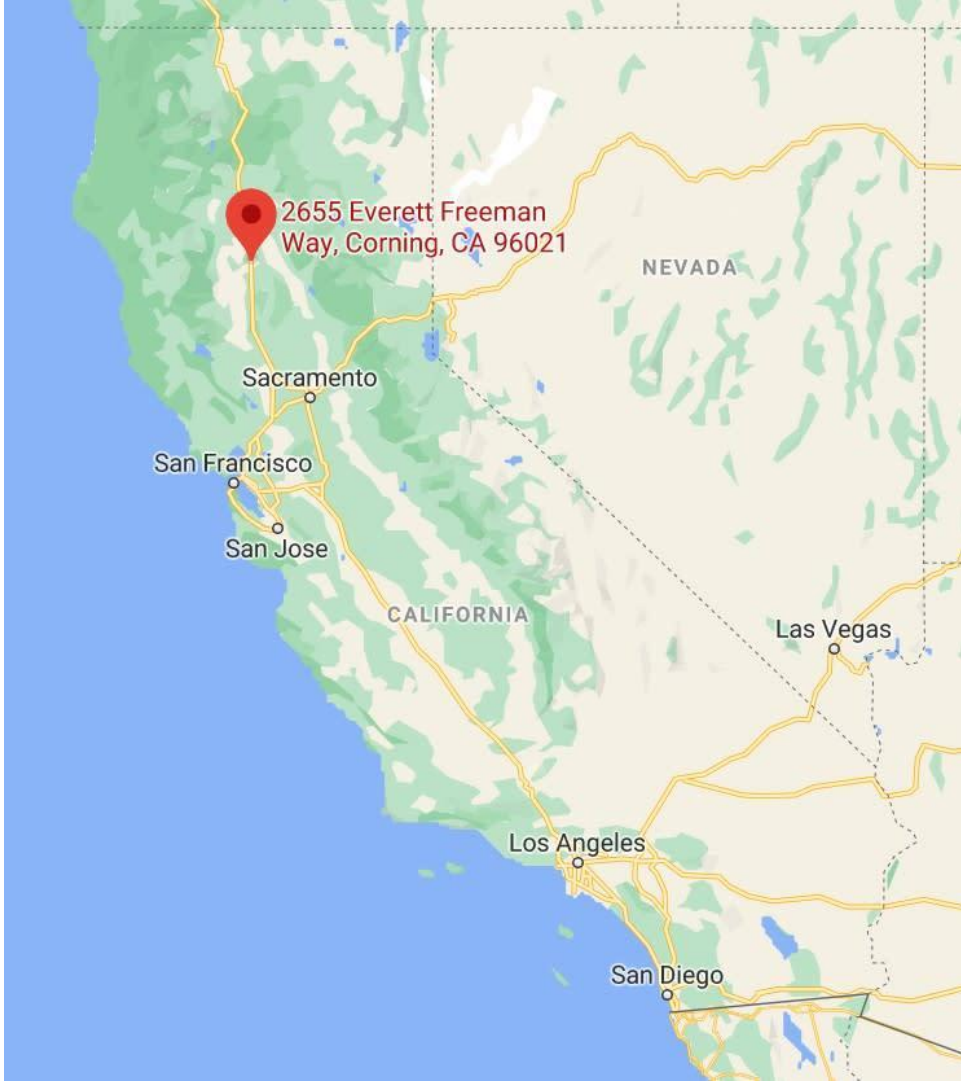 2655 Everett Freeman
Way, Corning, CA 96021
NEVADA
Sacramento
San Francisco
San Jose
CALIFORNIA
Las Vegas
Los Angeles
San Diego